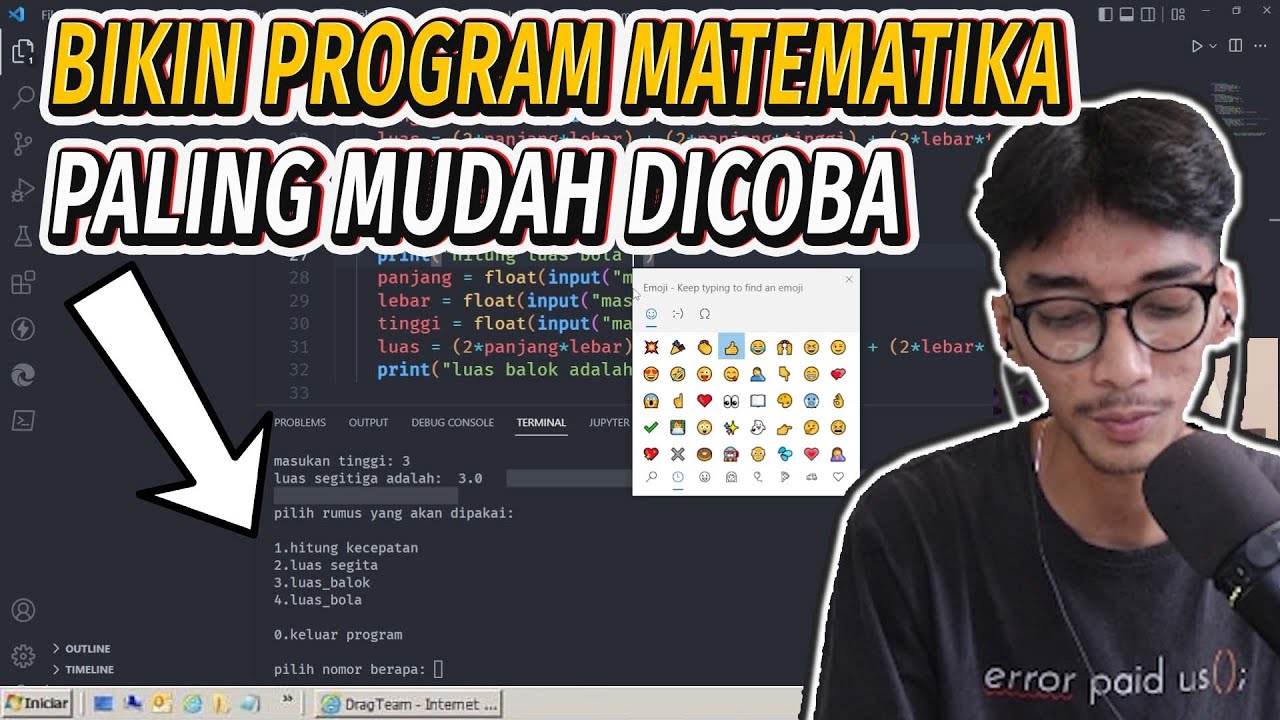 BIKIN PROGRAM MATEMATIKA
PALING MUDAH DICOBA
luas = (2*panjang*lebar) + (2*panjang*tinggi) + (2*lebar*t
27 print("hitung luas bola ")
28 panjang = float(input("m
29 lebar = float(input("mas
30 tinggi = float(input("ma
31 luas = (2*panjang*lebar) + (2*lebar*
32 print("luas balok adalah
33
Emoji - Keep typing to find an emoji
;-)
PROBLEMS OUTPUT DEBUG CONSOLE TERMINAL JUPYTER
masukan tinggi: 3
luas segitiga adalah: 3.0
pilih rumus yang akan dipakai:
1.hitung kecepatan
2.luas segita
3.luas_balok
4.luas_bola
0.keluar program
pilih nomor berapa:
OUTLINE
TIMELINE
error paid us();
Iniciar
DragTeam - Internet ...